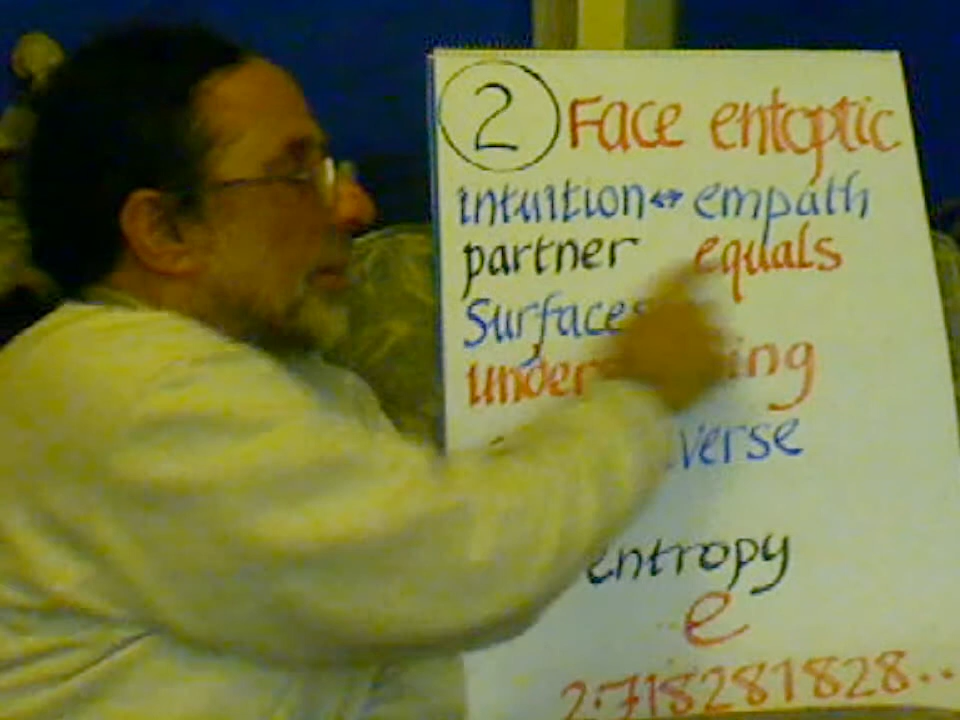 2 Face entoptic
intuition ↔ empath
partner equals
Surfaces
entropy
e
2.718281828..